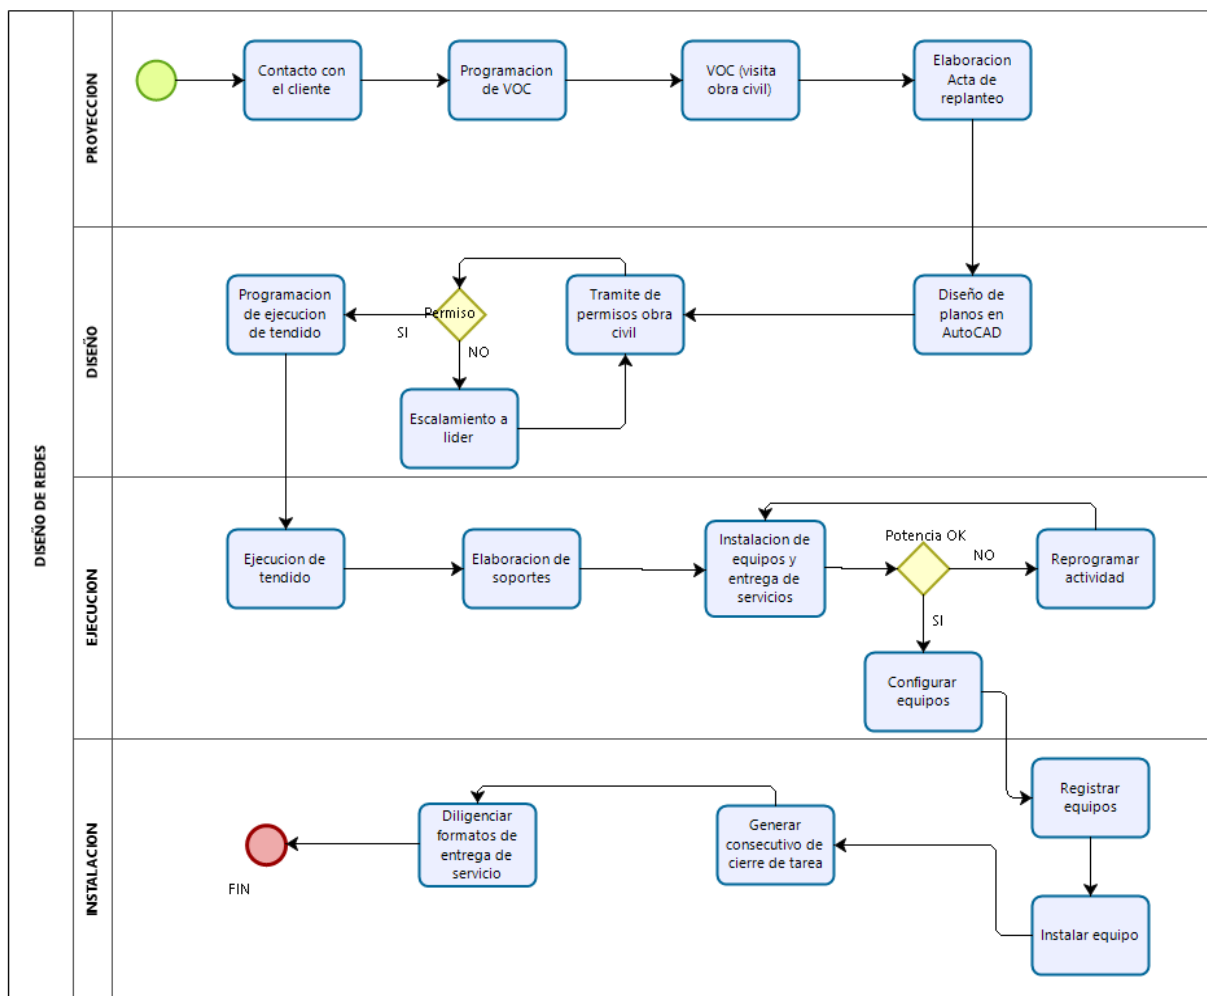 DISEÑO DE REDES
PROYECCION
Contacto con
el cliente
Programacion
de VOC
VOC (visita
obra civil)
Elaboracion
Acta de
replanteo
DISEÑO
Programacion
de ejecucion
de tendido
SI
Permiso
NO
Escalamiento a
lider
Tramite de
permisos obra
civil
Diseño de
planos en
AutoCAD
EJECUCION
Ejecucion de
tendido
Elaboracion de
soportes
Instalacion de
equipos y
entrega de
servicios
Potencia OK
NO
Reprogramar
actividad
SI
Configurar
equipos
INSTALACION
Registrar
equipos
Instalar equipo
Generar
consecutivo de
cierre de tarea
Diligenciar
formatos de
entrega de
servicio
FIN